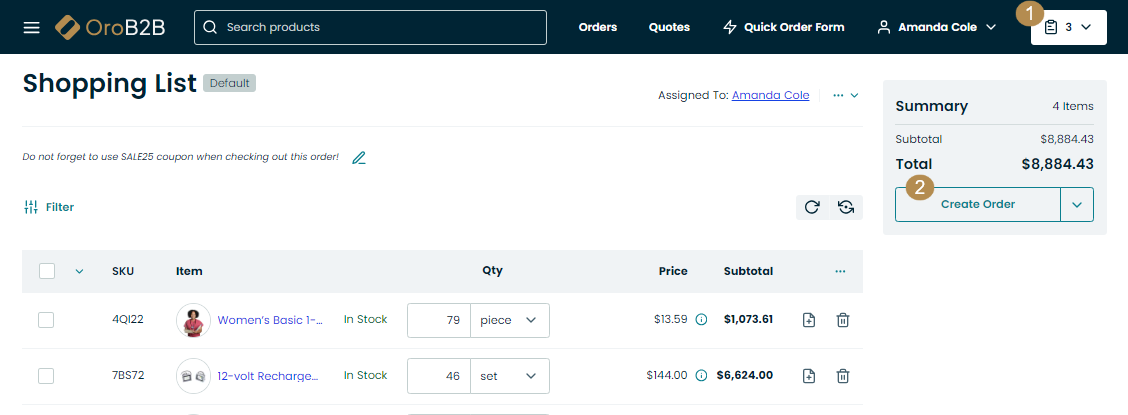 OroB2B
Search products
Orders
Quotes
Quick Order Form
Amanda Cole
1
3
Shopping List
Default
Assigned To: Amanda Cole
Do not forget to use SALE25 coupon when checking out this order!
Filter
Summary
4 Items
Subtotal
$8,884.43
Total
$8,884.43
2
Create Order
SKU Item Qty Price Subtotal
4QI22 Women's Basic 1-... In Stock 79 piece $13.59 $1,073.61
7BS72 12-volt Recharge... In Stock 46 set $144.00 $6,624.00